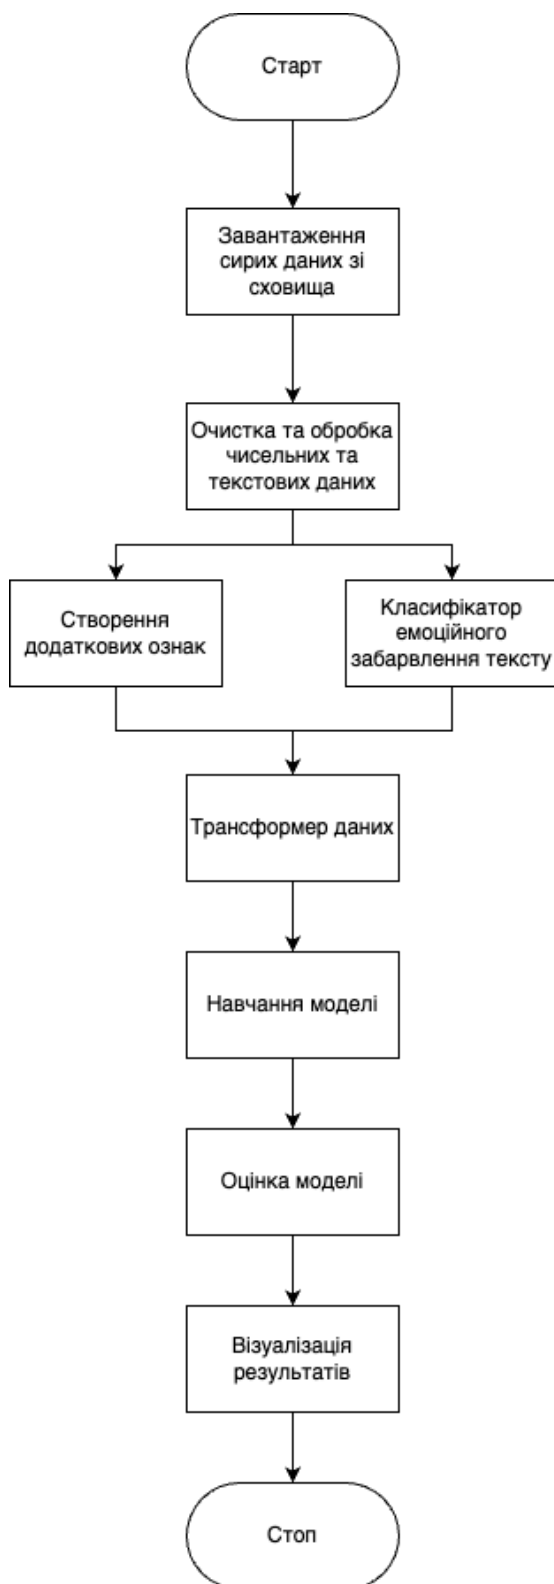 Старт
Завантаження
сирих даних зі
сховища
Очистка та обробка
чисельних та
текстових даних
Створення
додаткових ознак
Класифікатор
емоційного
забарвлення тексту
Трансформер даних
Навчання моделі
Оцінка моделі
Візуалізація
результатів
Стоп